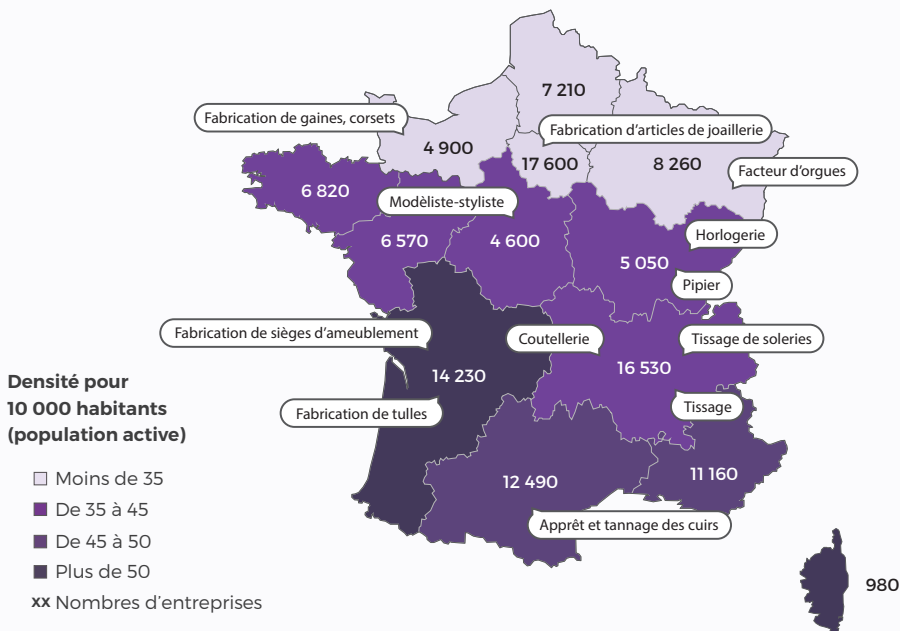 7 210
Fabrication de gaines, corsets
Fabrication d'articles de joaillerie
4 900
17 600
8 260
Facteur d'orgues
6 820
Modèliste-styliste
Horlogerie
6 570
4 600
5 050
Pipier
Fabrication de sièges d'ameublement
Coutellerie
Tissage de soleries
16 530
14 230
Densité pour
10 000 habitants
(population active)
Fabrication de tulles
Tissage
11 160
12 490
Moins de 35
De 35 à 45
De 45 à 50
Plus de 50
xx Nombres d'entreprises
Apprêt et tannage des cuirs
980